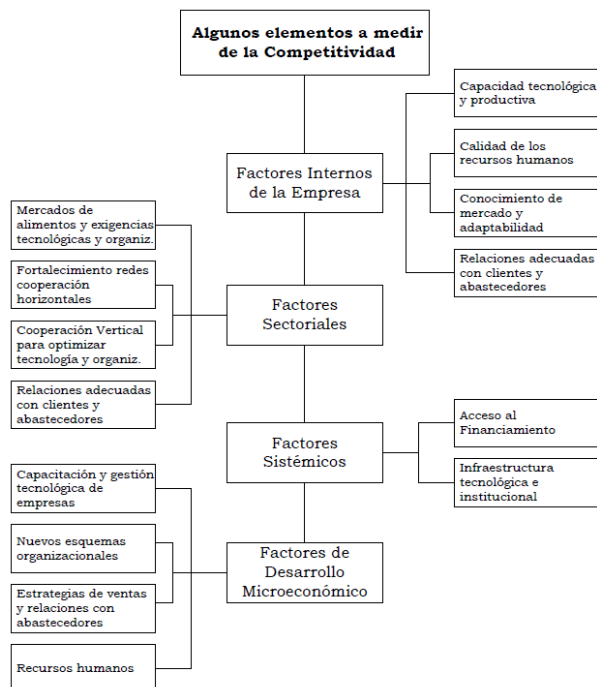 Algunos elementos a medir
de la Competitividad
Factores Internos
de la Empresa
Capacidad tecnológica
y productiva
Calidad de los
recursos humanos
Conocimiento de
mercado y
adaptabilidad
Relaciones adecuadas
con clientes y
abastecedores
Factores
Sectoriales
Mercados de
alimentos y exigencias
tecnológicas y organiz.
Fortalecimiento redes
cooperación
horizontales
Cooperación Vertical
para optimizar
tecnología y organiz.
Relaciones adecuadas
con clientes y
abastecedores
Factores
Sistémicos
Acceso al
Financiamiento
Infraestructura
tecnológica e
institucional
Factores de
Desarrollo
Microeconómico
Capacitación y gestión
tecnológica de
empresas
Nuevos esquemas
organizacionales
Estrategias de ventas
y relaciones con
abastecedores
Recursos humanos